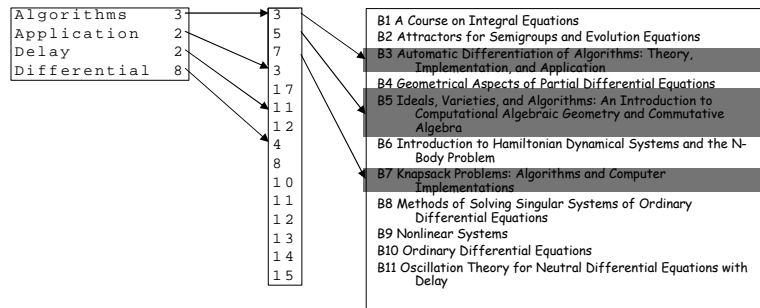 Algorithms 3
Application 2
Delay 2
Differential 8
3
5
7
3
17
11
12
4
8
10
11
12
13
14
15
B1 A Course on Integral Equations
B2 Attractors for Semigroups and Evolution Equations
B3 Automatic Differentiation of Algorithms: Theory,
Implementation, and Application
B4 Geometrical Aspects of Partial Differential Equations
B5 Ideals, Varieties, and Algorithms: An Introduction to
Computational Algebraic Geometry and Commutative
Algebra
B6 Introduction to Hamiltonian Dynamical Systems and the N-
Body Problem
B7 Knapsack Problems: Algorithms and Computer
Implementations
B8 Methods of Solving Singular Systems of Ordinary
Differential Equations
B9 Nonlinear Systems
B10 Ordinary Differential Equations
B11 Oscillation Theory for Neutral Differential Equations with
Delay